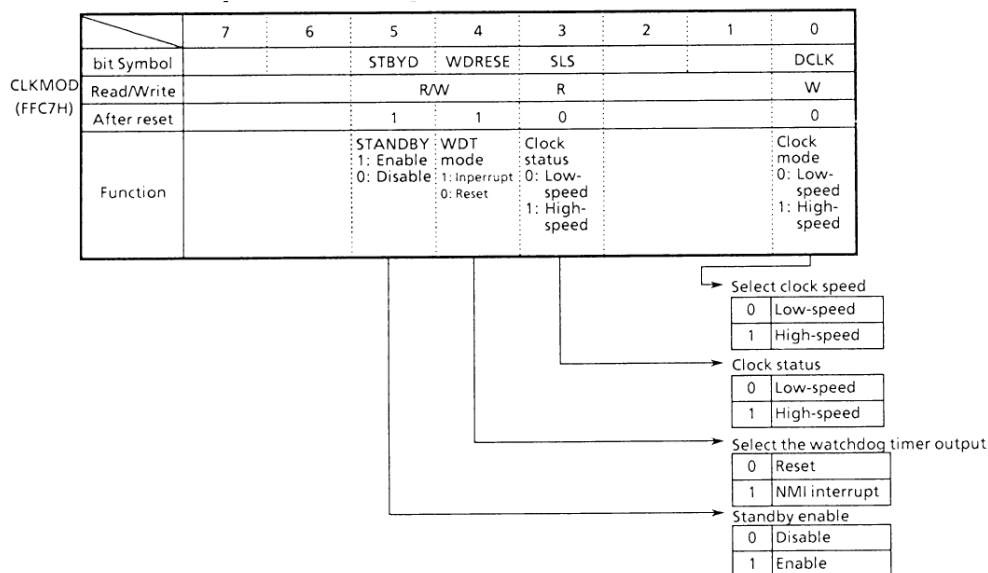 7 6 5 4 3 2 1 0
bit Symbol STBYD WDRESE SLS DCLK
CLKMOD
(FFC7H)
Read/Write R/W R W
After reset 1 1 0 0
Function
STANDBY
1: Enable
0: Disable
WDT
mode
1: Inperrupt
0: Reset
Clock
status
0: Low-
speed
1: High-
speed
Clock
mode
0: Low-
speed
1: High-
speed
Select clock speed
0 Low-speed
1 High-speed
Clock status
0 Low-speed
1 High-speed
Select the watchdog timer output
0 Reset
1 NMI interrupt
Standby enable
0 Disable
1 Enable